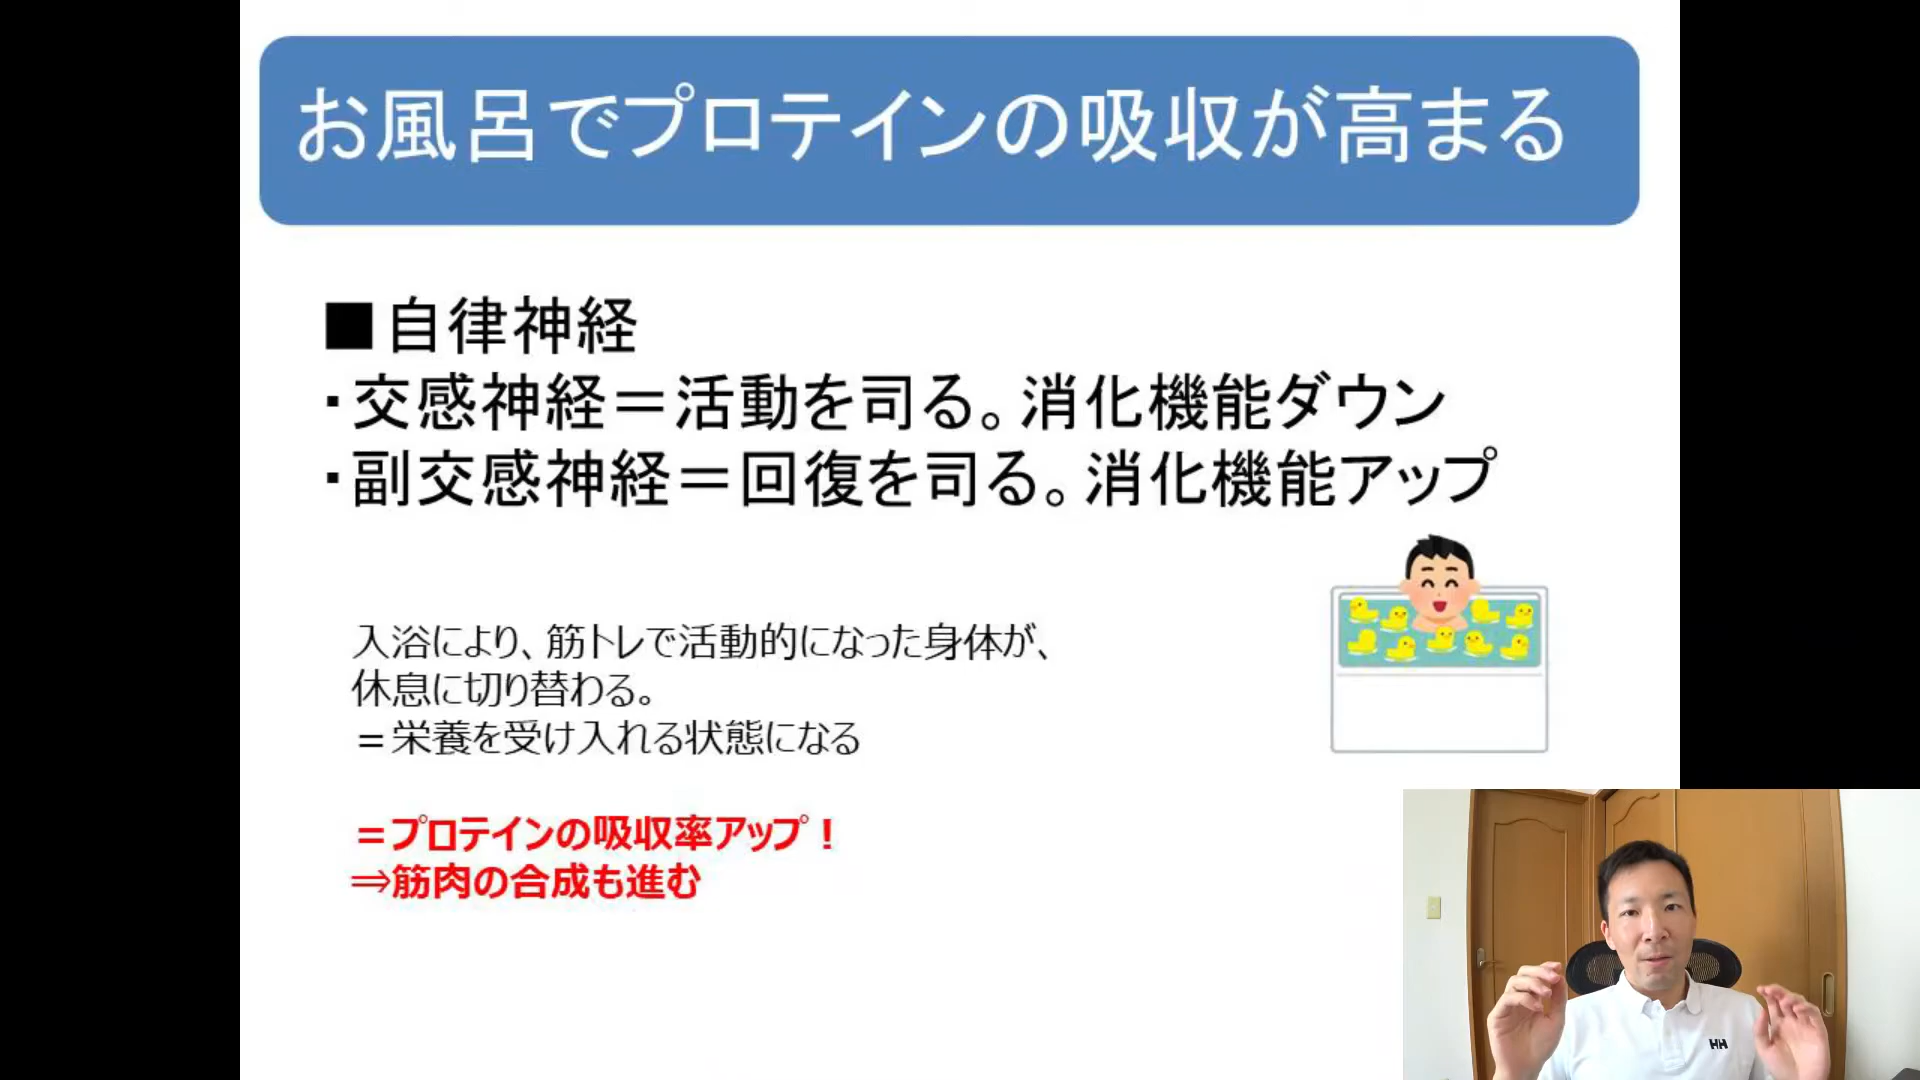 お風呂でプロテインの吸収が高まる
■自律神経
・交感神経＝活動を司る。消化機能ダウン
・副交感神経＝回復を司る。消化機能アップ
入浴により、筋トレで活動的になった身体が、
休息に切り替わる。
＝栄養を受け入れる状態になる
＝プロテインの吸収率アップ！
⇒筋肉の合成も進む
HH